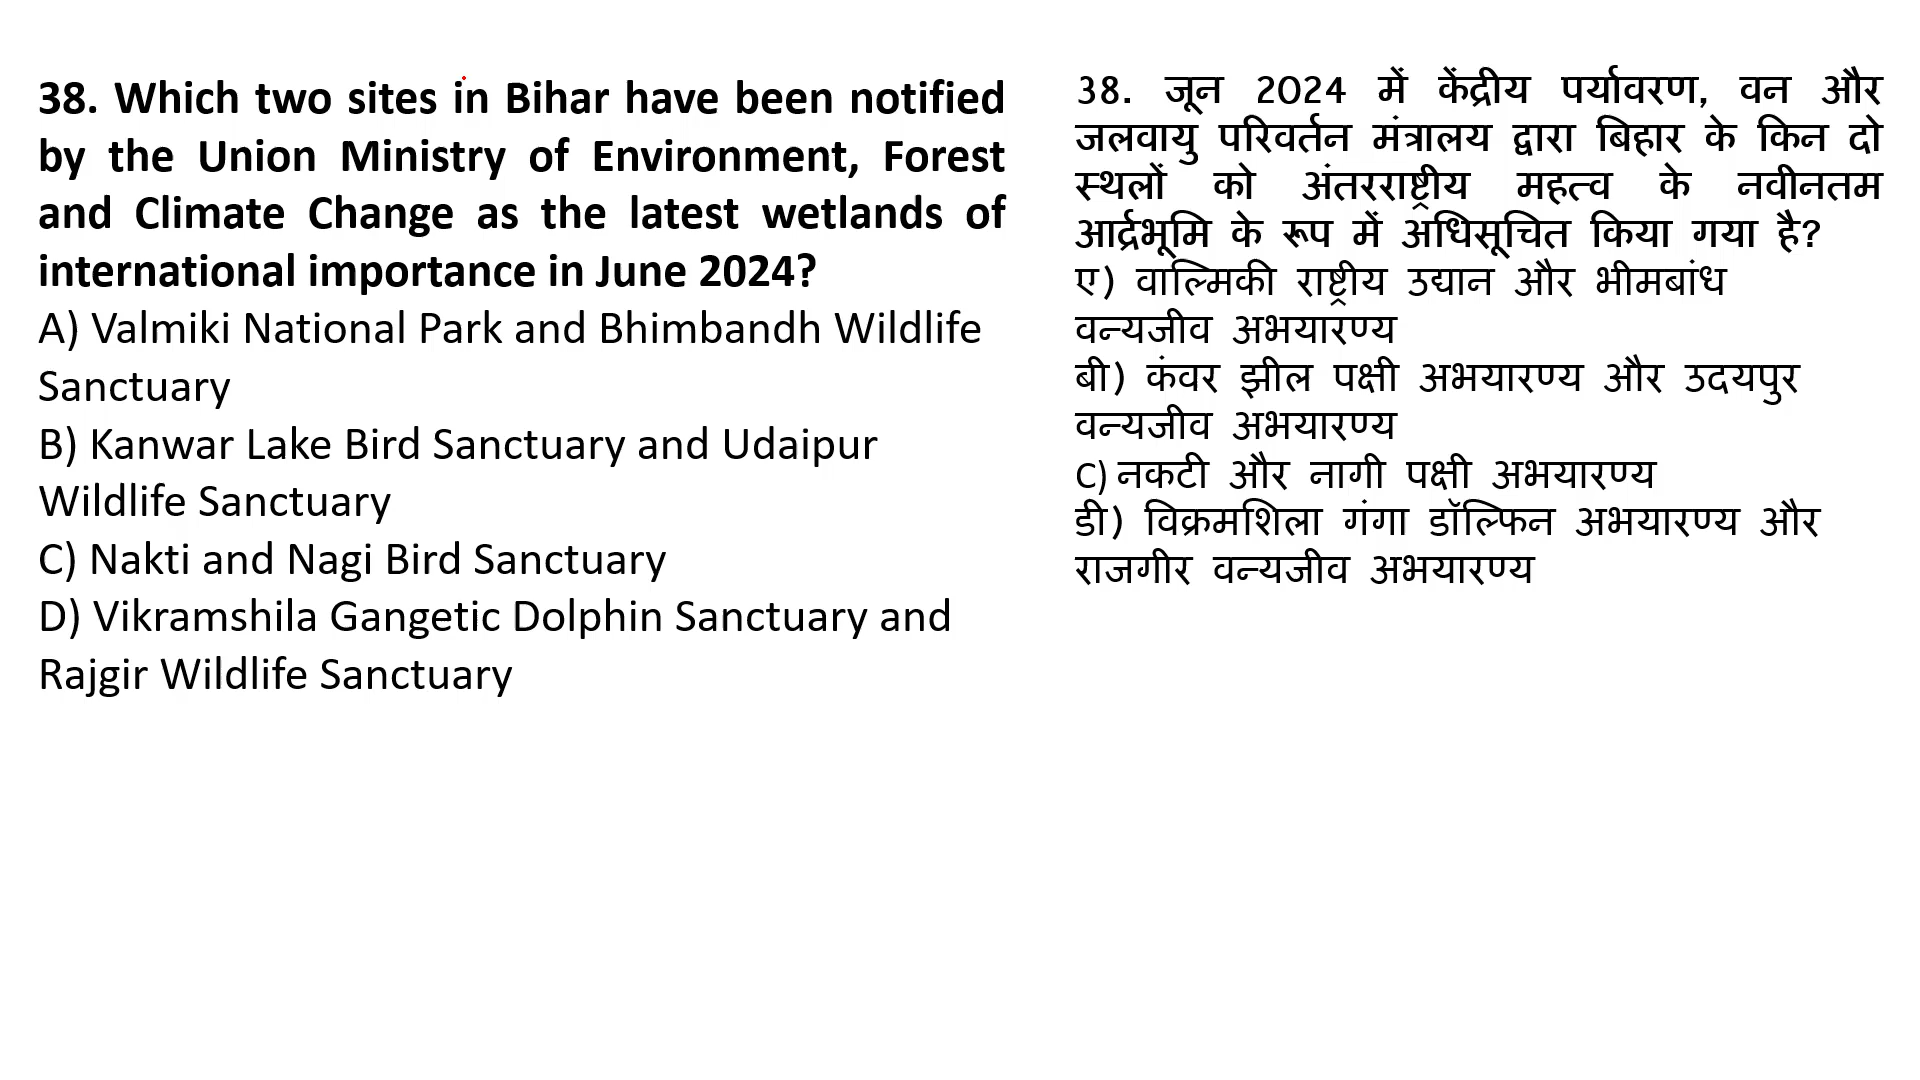 38. Which two sites in Bihar have been notified
by the Union Ministry of Environment, Forest
and Climate Change as the latest wetlands of
international importance in June 2024?
A) Valmiki National Park and Bhimbandh Wildlife
Sanctuary
B) Kanwar Lake Bird Sanctuary and Udaipur
Wildlife Sanctuary
C) Nakti and Nagi Bird Sanctuary
D) Vikramshila Gangetic Dolphin Sanctuary and
Rajgir Wildlife Sanctuary
38. जून 2024 में केंद्रीय पर्यावरण, वन और
जलवायु परिवर्तन मंत्रालय द्वारा बिहार के किन दो
स्थलों को अंतरराष्ट्रीय महत्व के नवीनतम
आर्द्रभूमि के रूप में अधिसूचित किया गया है?
ए) वाल्मिकी राष्ट्रीय उद्यान और भीमबांध
वन्यजीव अभयारण्य
बी) कंवर झील पक्षी अभयारण्य और उदयपुर
वन्यजीव अभयारण्य
C) नकटी और नागी पक्षी अभयारण्य
डी) विक्रमशिला गंगा डॉल्फिन अभयारण्य और
राजगीर वन्यजीव अभयारण्य